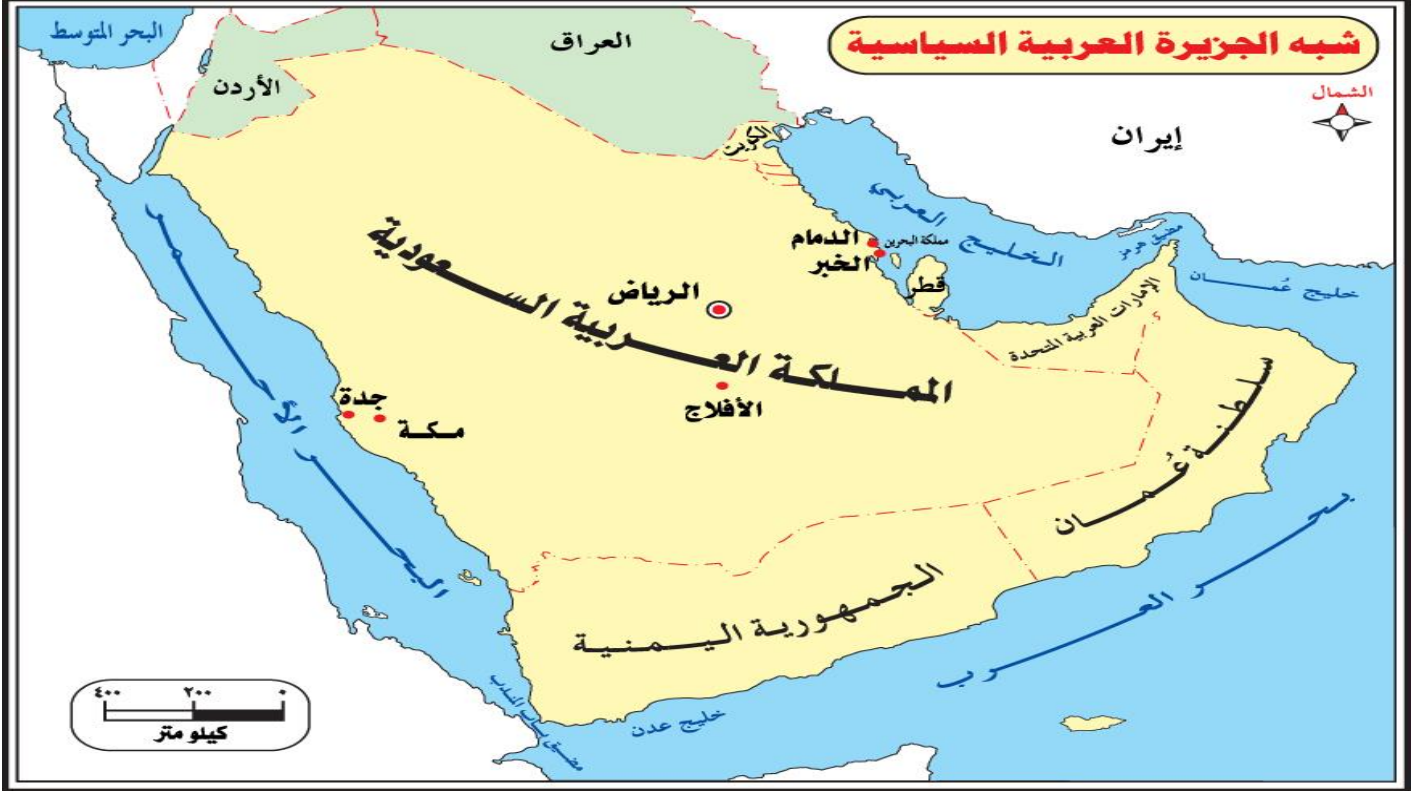 شبه الجزيرة العربية السياسية
البحر المتوسط
العراق
الأردن
الشمال
إيران
الكويت
الخليج العربي
مضيق هرمز
خليج عُمـان
الدمام
مملكة البحرين
الخبر
قطر
الرياض
الإمارات العربية المتحدة
المملكة العربية السعودية
الأفلاج
جدة
مكة
البحر الأحمر
سلطنة عُمان
بحر العرب
الجمهورية اليمنية
خليج عدن
مضيق باب المندب
٤٠٠ ٢٠٠ ٠
كيلو متر